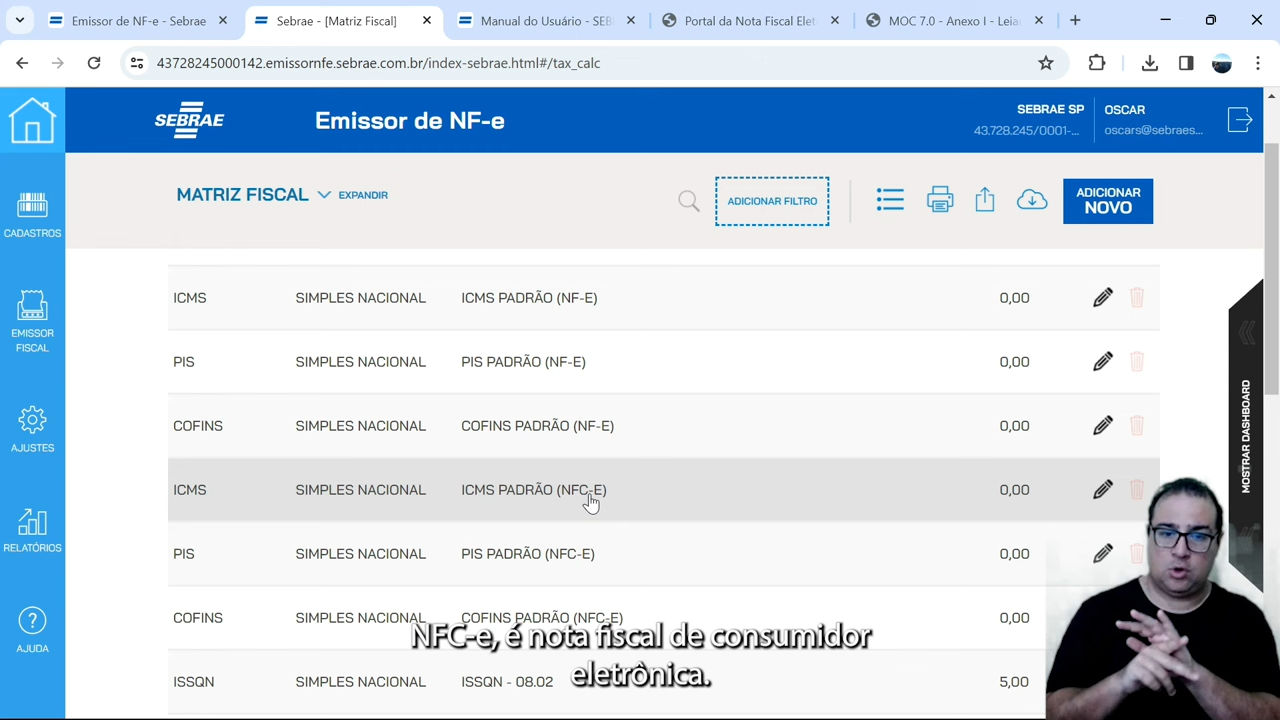 Emissor de NF-e - Sebrae
Sebrae - [Matriz Fiscal]
Manual do Usuário - SEB
Portal da Nota Fiscal Elet
MOC 7.0 - Anexo I - Leia
43728245000142.emissornfe.sebrae.com.br/index-sebrae.html#/tax_calc
SEBRAE
Emissor de NF-e
SEBRAE SP
43.728.245/0001-...
OSCAR
oscars@sebraes...
CADASTROS
EMISSOR
FISCAL
AJUSTES
RELATÓRIOS
AJUDA
MATRIZ FISCAL EXPANDIR
ADICIONAR FILTRO
ADICIONAR
NOVO
ICMS SIMPLES NACIONAL ICMS PADRÃO (NF-E) 0,00
PIS SIMPLES NACIONAL PIS PADRÃO (NF-E) 0,00
COFINS SIMPLES NACIONAL COFINS PADRÃO (NF-E) 0,00
ICMS SIMPLES NACIONAL ICMS PADRÃO (NFC-E) 0,00
PIS SIMPLES NACIONAL PIS PADRÃO (NFC-E) 0,00
COFINS SIMPLES NACIONAL COFINS PADRÃO (NFC-E) 0,00
ISSQN SIMPLES NACIONAL ISSQN - 08.02 5,00
MOSTRAR DASHBOARD
NFC-e, é nota fiscal de consumidor
eletrônica.